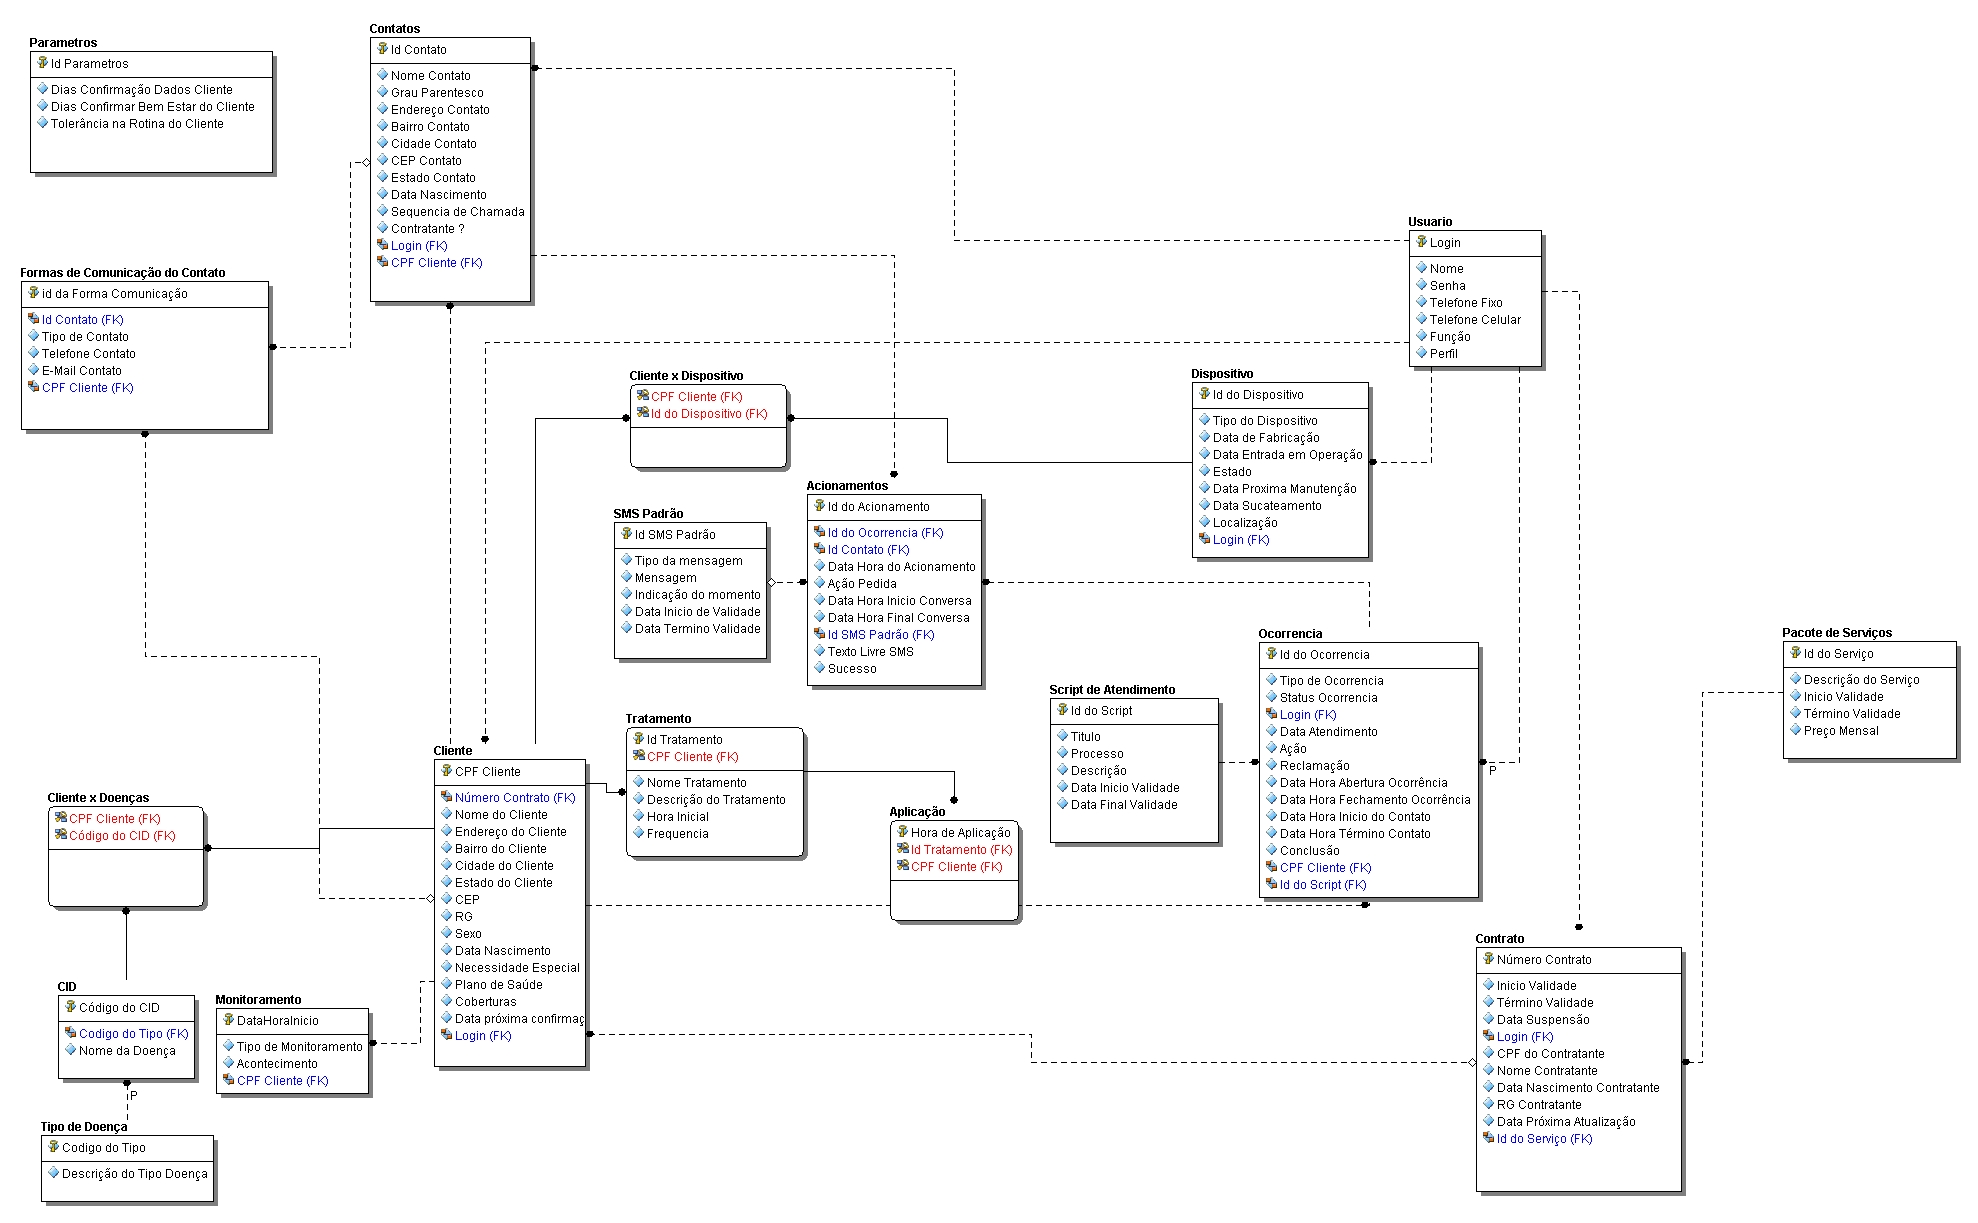 Parametros
Id Parametros
Dias Confirmação Dados Cliente
Dias Confirmar Bem Estar do Cliente
Tolerância na Rotina do Cliente
Contatos
Id Contato
Nome Contato
Grau Parentesco
Endereço Contato
Bairro Contato
Cidade Contato
CEP Contato
Estado Contato
Data Nascimento
Sequencia de Chamada
Contratante ?
Login (FK)
CPF Cliente (FK)
Usuario
Login
Nome
Senha
Telefone Fixo
Telefone Celular
Função
Perfil
Formas de Comunicação do Contato
id da Forma Comunicação
Id Contato (FK)
Tipo de Contato
Telefone Contato
E-Mail Contato
CPF Cliente (FK)
Cliente x Dispositivo
CPF Cliente (FK)
Id do Dispositivo (FK)
Dispositivo
Id do Dispositivo
Tipo do Dispositivo
Data de Fabricação
Data Entrada em Operação
Estado
Data Proxima Manutenção
Data Sucateamento
Localização
Login (FK)
Acionamentos
Id do Acionamento
Id do Ocorrencia (FK)
Id Contato (FK)
Data Hora do Acionamento
Ação Pedida
Data Hora Inicio Conversa
Data Hora Final Conversa
Id SMS Padrão (FK)
Texto Livre SMS
Sucesso
SMS Padrão
Id SMS Padrão
Tipo da mensagem
Mensagem
Indicação do momento
Data Inicio de Validade
Data Termino Validade
Ocorrencia
Id do Ocorrencia
Tipo de Ocorrencia
Status Ocorrencia
Login (FK)
Data Atendimento
Ação
Reclamação
Data Hora Abertura Ocorrência
Data Hora Fechamento Ocorrência
Data Hora Inicio do Contato
Data Hora Término Contato
Conclusão
CPF Cliente (FK)
Id do Script (FK)
P
Pacote de Serviços
Id do Serviço
Descrição do Serviço
Inicio Validade
Término Validade
Preço Mensal
Script de Atendimento
Id do Script
Titulo
Processo
Descrição
Data Inicio Validade
Data Final Validade
Tratamento
Id Tratamento
CPF Cliente (FK)
Nome Tratamento
Descrição do Tratamento
Hora Inicial
Frequencia
Cliente
CPF Cliente
Número Contrato (FK)
Nome do Cliente
Endereço do Cliente
Bairro do Cliente
Cidade do Cliente
Estado do Cliente
CEP
RG
Sexo
Data Nascimento
Necessidade Especial
Plano de Saúde
Coberturas
Data próxima confirmaç
Login (FK)
Cliente x Doenças
CPF Cliente (FK)
Código do CID (FK)
Aplicação
Hora de Aplicação
Id Tratamento (FK)
CPF Cliente (FK)
Contrato
Número Contrato
Inicio Validade
Término Validade
Data Suspensão
Login (FK)
CPF do Contratante
Nome Contratante
Data Nascimento Contratante
RG Contratante
Data Próxima Atualização
Id do Serviço (FK)
CID
Código do CID
Codigo do Tipo (FK)
Nome da Doença
P
Monitoramento
DataHoraInicio
Tipo de Monitoramento
Acontecimento
CPF Cliente (FK)
Tipo de Doença
Codigo do Tipo
Descrição do Tipo Doença